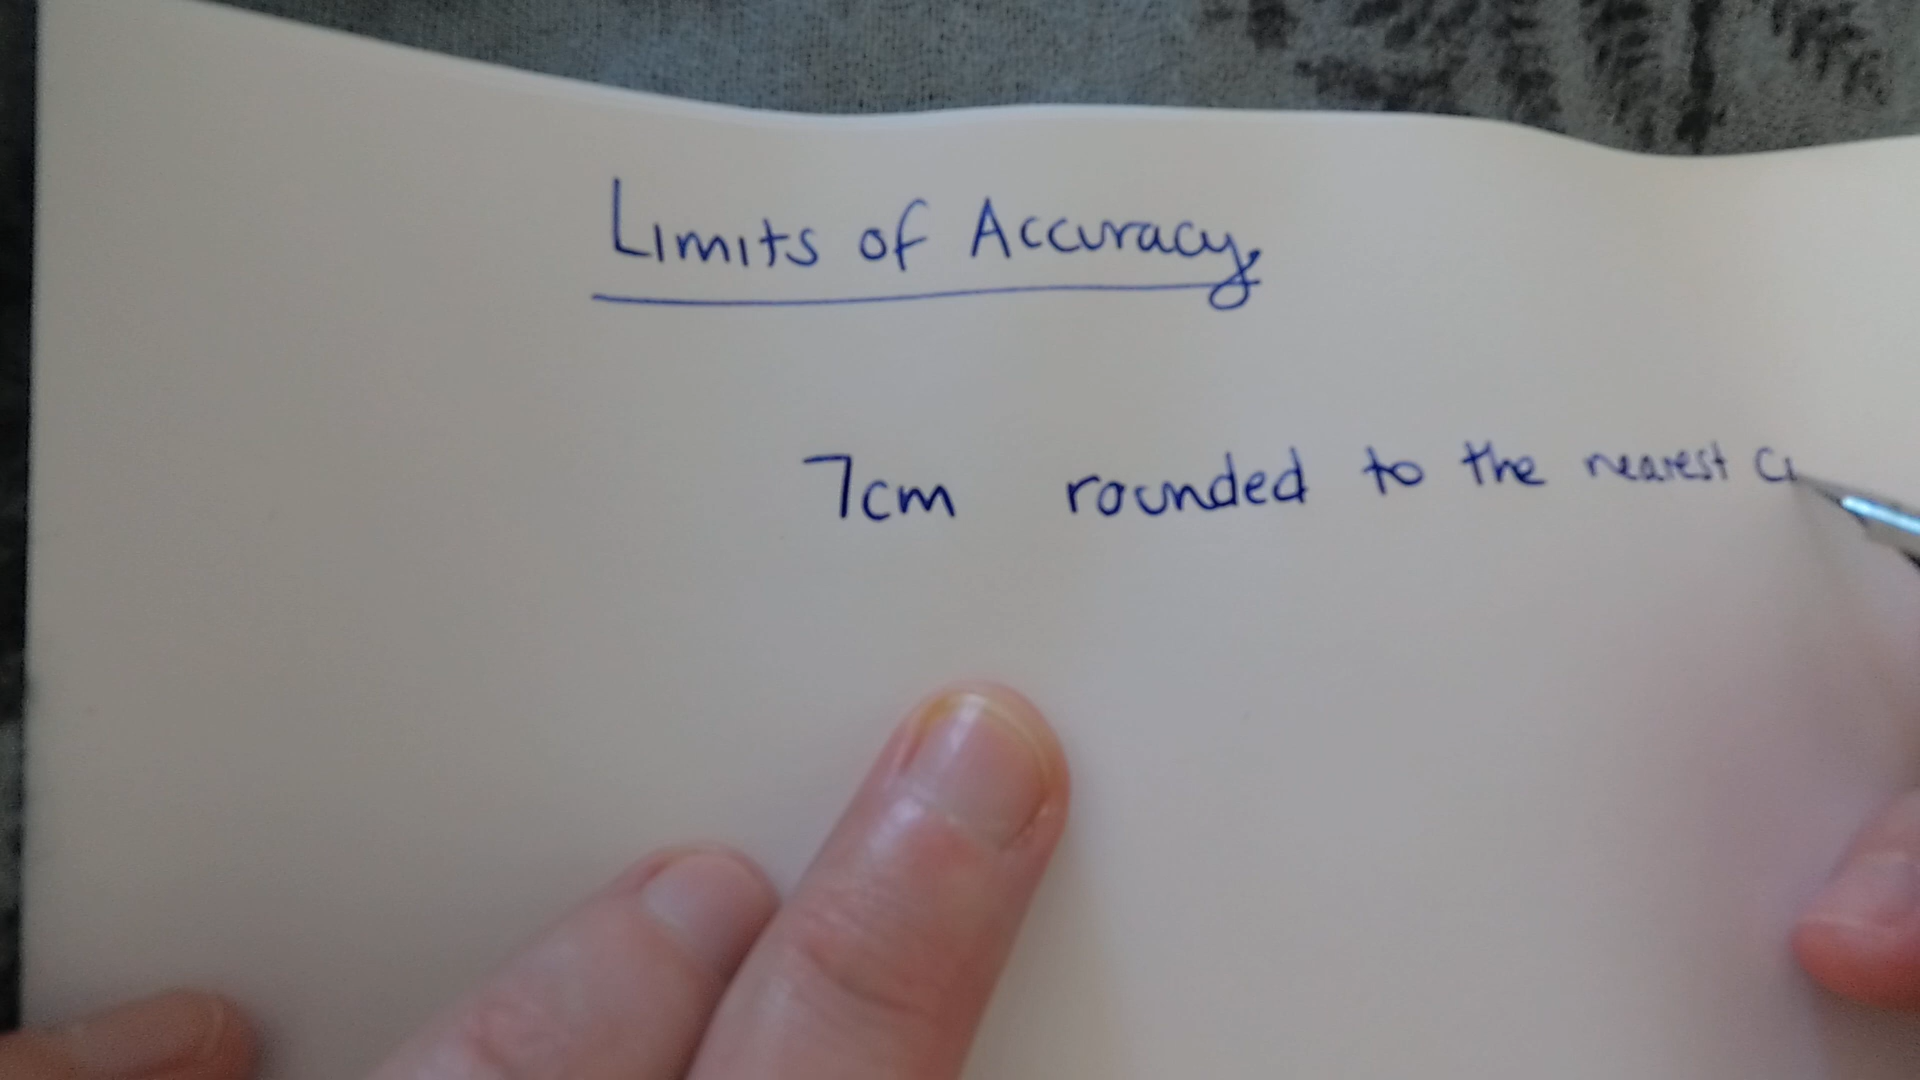 Limits of Accuracy
7cm rounded to the nearest c